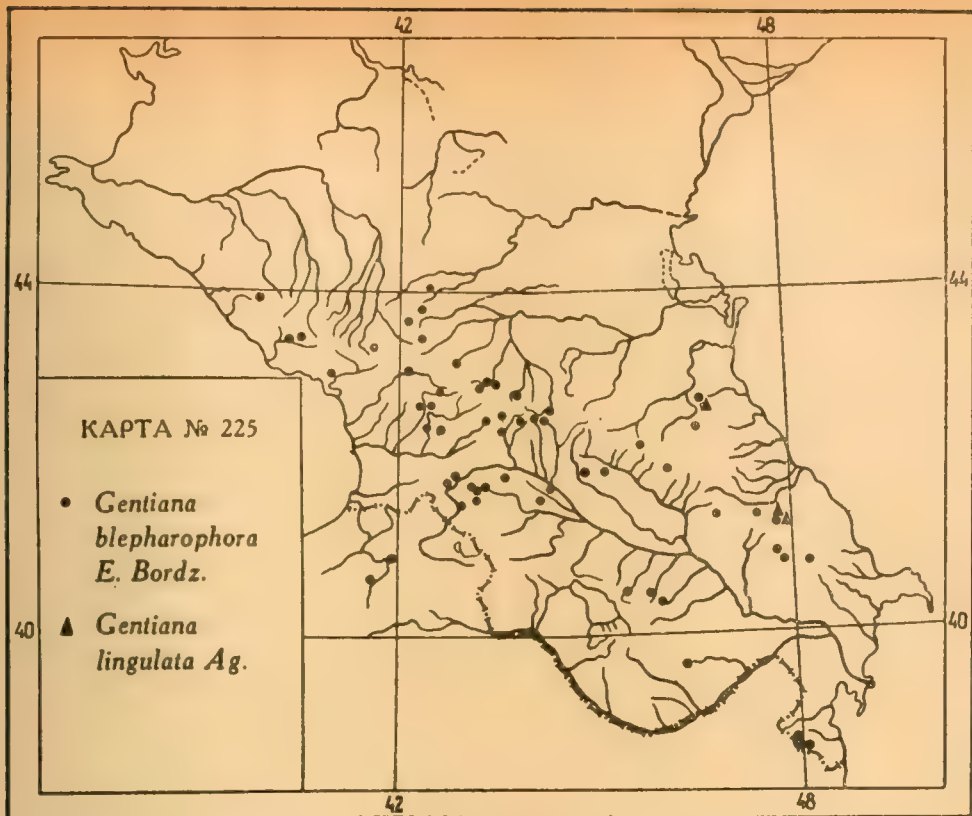 42 48
44 44
КАРТА № 225
Gentiana
blepharophora
E. Bordz.
Gentiana
lingulata Ag.
40 40
42 48